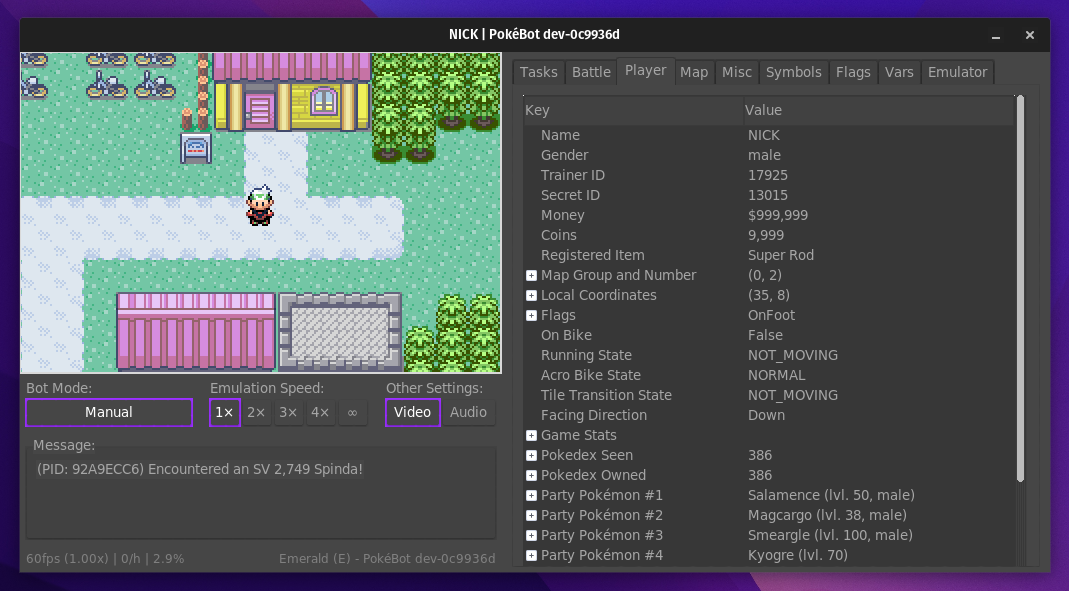 NICK | PokéBot dev-0c9936d
Tasks Battle Player Map Misc Symbols Flags Vars Emulator
Key Value
Name NICK
Gender male
Trainer ID 17925
Secret ID 13015
Money $999,999
Coins 9,999
Registered Item Super Rod
Map Group and Number (0, 2)
Local Coordinates (35, 8)
Flags OnFoot
On Bike False
Running State NOT_MOVING
Acro Bike State NORMAL
Tile Transition State NOT_MOVING
Facing Direction Down
Game Stats
Pokedex Seen 386
Pokedex Owned 386
Party Pokémon #1 Salamence (lvl. 50, male)
Party Pokémon #2 Magcargo (lvl. 38, male)
Party Pokémon #3 Smeargle (lvl. 100, male)
Party Pokémon #4 Kyogre (lvl. 70)
Bot Mode: Emulation Speed: Other Settings:
Manual 1× 2× 3× 4× ∞ Video Audio
Message:
(PID: 92A9ECC6) Encountered an SV 2,749 Spinda!
60fps (1.00x) | 0/h | 2.9% Emerald (E) - PokéBot dev-0c9936d